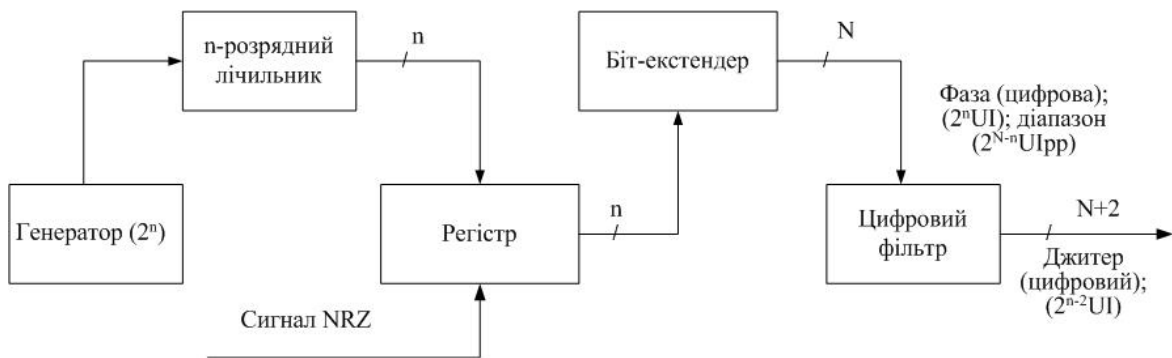 n-розрядний
лічильник
n
Біт-екстендер
N
Фаза (цифрова);
(2ⁿUI); діапазон
(2ᴺ⁻ⁿUIpp)
Генератор (2ⁿ)
Регістр
n
Цифровий
фільтр
N+2
Джитер
(цифровий);
(2ⁿ⁻²UI)
Сигнал NRZ